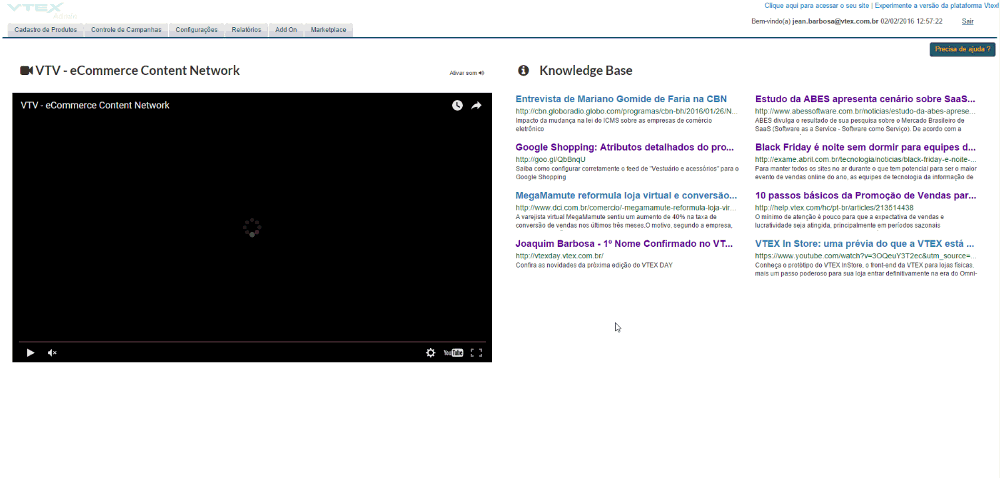 VTEX
Clique aqui para acessar o seu site | Experimente a versão da plataforma Vtex!
Bem-vindo(a) jean.barbosa@vtex.com.br 02/02/2016 12:57:22 Sair
Cadastro de Produtos Controle de Campanhas Configurações Relatórios Add On Marketplace
Precisa de ajuda ?
VTV - eCommerce Content Network
Ativar som
VTV - eCommerce Content Network
YouTube
Knowledge Base
Entrevista de Mariano Gomide de Faria na CBN
http://cbn.globoradio.globo.com/programas/cbn-bh/2016/01/26/N...
Impacto da mudança na lei do ICMS sobre as empresas de comércio
eletrônico
Estudo da ABES apresenta cenário sobre SaaS...
http://www.abessoftware.com.br/noticias/estudo-da-abes-aprese...
ABES divulga o resultado de sua pesquisa sobre o Mercado Brasileiro de
SaaS (Software as a Service - Software como Serviço). De acordo com a
Google Shopping: Atributos detalhados do pro...
http://goo.gl/QbBnqU
Saiba como configurar corretamente o feed de "Vestuário e acessórios" para o
Google Shopping
Black Friday é noite sem dormir para equipes d...
http://exame.abril.com.br/tecnologia/noticias/black-friday-e-noite-...
Para manter todos os sites no ar durante o que tem potencial para ser o maior
evento de vendas online do ano, as equipes de tecnologia da informação de
MegaMamute reformula loja virtual e conversão...
http://www.dci.com.br/comercio/-megamamute-reformula-loja-vir...
A varejista virtual MegaMamute sentiu um aumento de 40% na taxa de
conversão de vendas nos últimos três meses.O motivo, segundo a empresa,
10 passos básicos da Promoção de Vendas par...
http://help.vtex.com/hc/pt-br/articles/213514438
O mínimo de atenção é pouco para que a expectativa de vendas e
lucratividade seja atingida, principalmente em períodos sazonais
Joaquim Barbosa - 1º Nome Confirmado no VT...
http://vtexday.vtex.com.br/
Confira as novidades da próxima edição do VTEX DAY
VTEX In Store: uma prévia do que a VTEX está ...
https://www.youtube.com/watch?v=3OQeuY3T2ec&utm_source=...
Conheça o protótipo do VTEX InStore, o front-end da VTEX para lojas físicas,
mais um passo poderoso para sua loja entrar definitivamente na era do Omni-